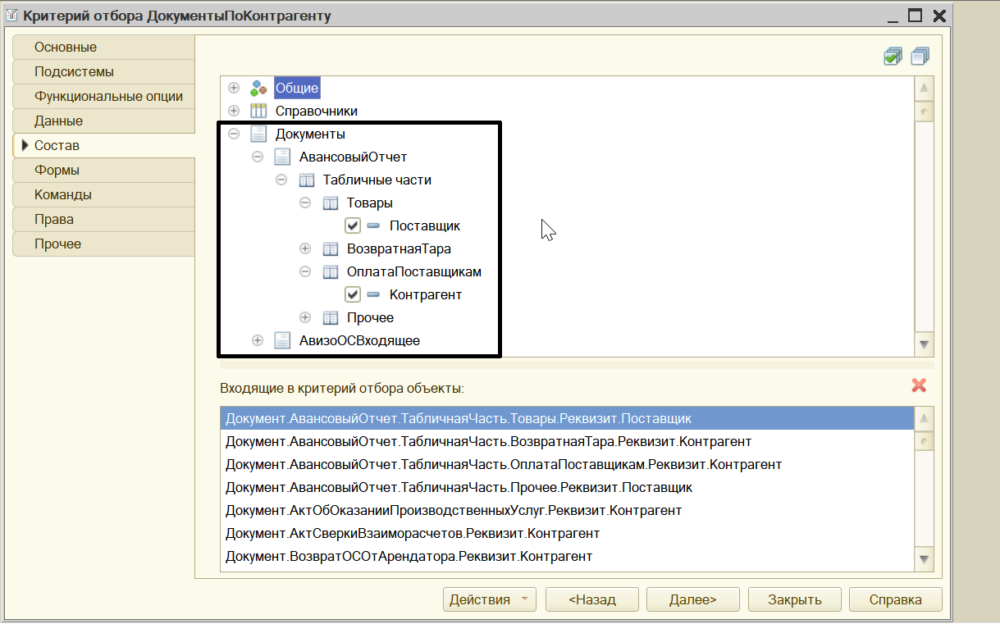 Критерий отбора ДокументыПоКонтрагенту
Основные
Подсистемы
Функциональные опции
Данные
Состав
Формы
Команды
Права
Прочее
Общие
Справочники
Документы
АвансовыйОтчет
Табличные части
Товары
Поставщик
ВозвратнаяТара
ОплатаПоставщикам
Контрагент
Прочее
АвизоОСВходящее
Входящие в критерий отбора объекты:
Документ.АвансовыйОтчет.ТабличнаяЧасть.Товары.Реквизит.Поставщик
Документ.АвансовыйОтчет.ТабличнаяЧасть.ВозвратнаяТара.Реквизит.Контрагент
Документ.АвансовыйОтчет.ТабличнаяЧасть.ОплатаПоставщикам.Реквизит.Контрагент
Документ.АвансовыйОтчет.ТабличнаяЧасть.Прочее.Реквизит.Поставщик
Документ.АктОбОказанииПроизводственныхУслуг.Реквизит.Контрагент
Документ.АктСверкиВзаиморасчетов.Реквизит.Контрагент
Документ.ВозвратОСОтАрендатора.Реквизит.Контрагент
Действия <Назад Далее> Закрыть Справка